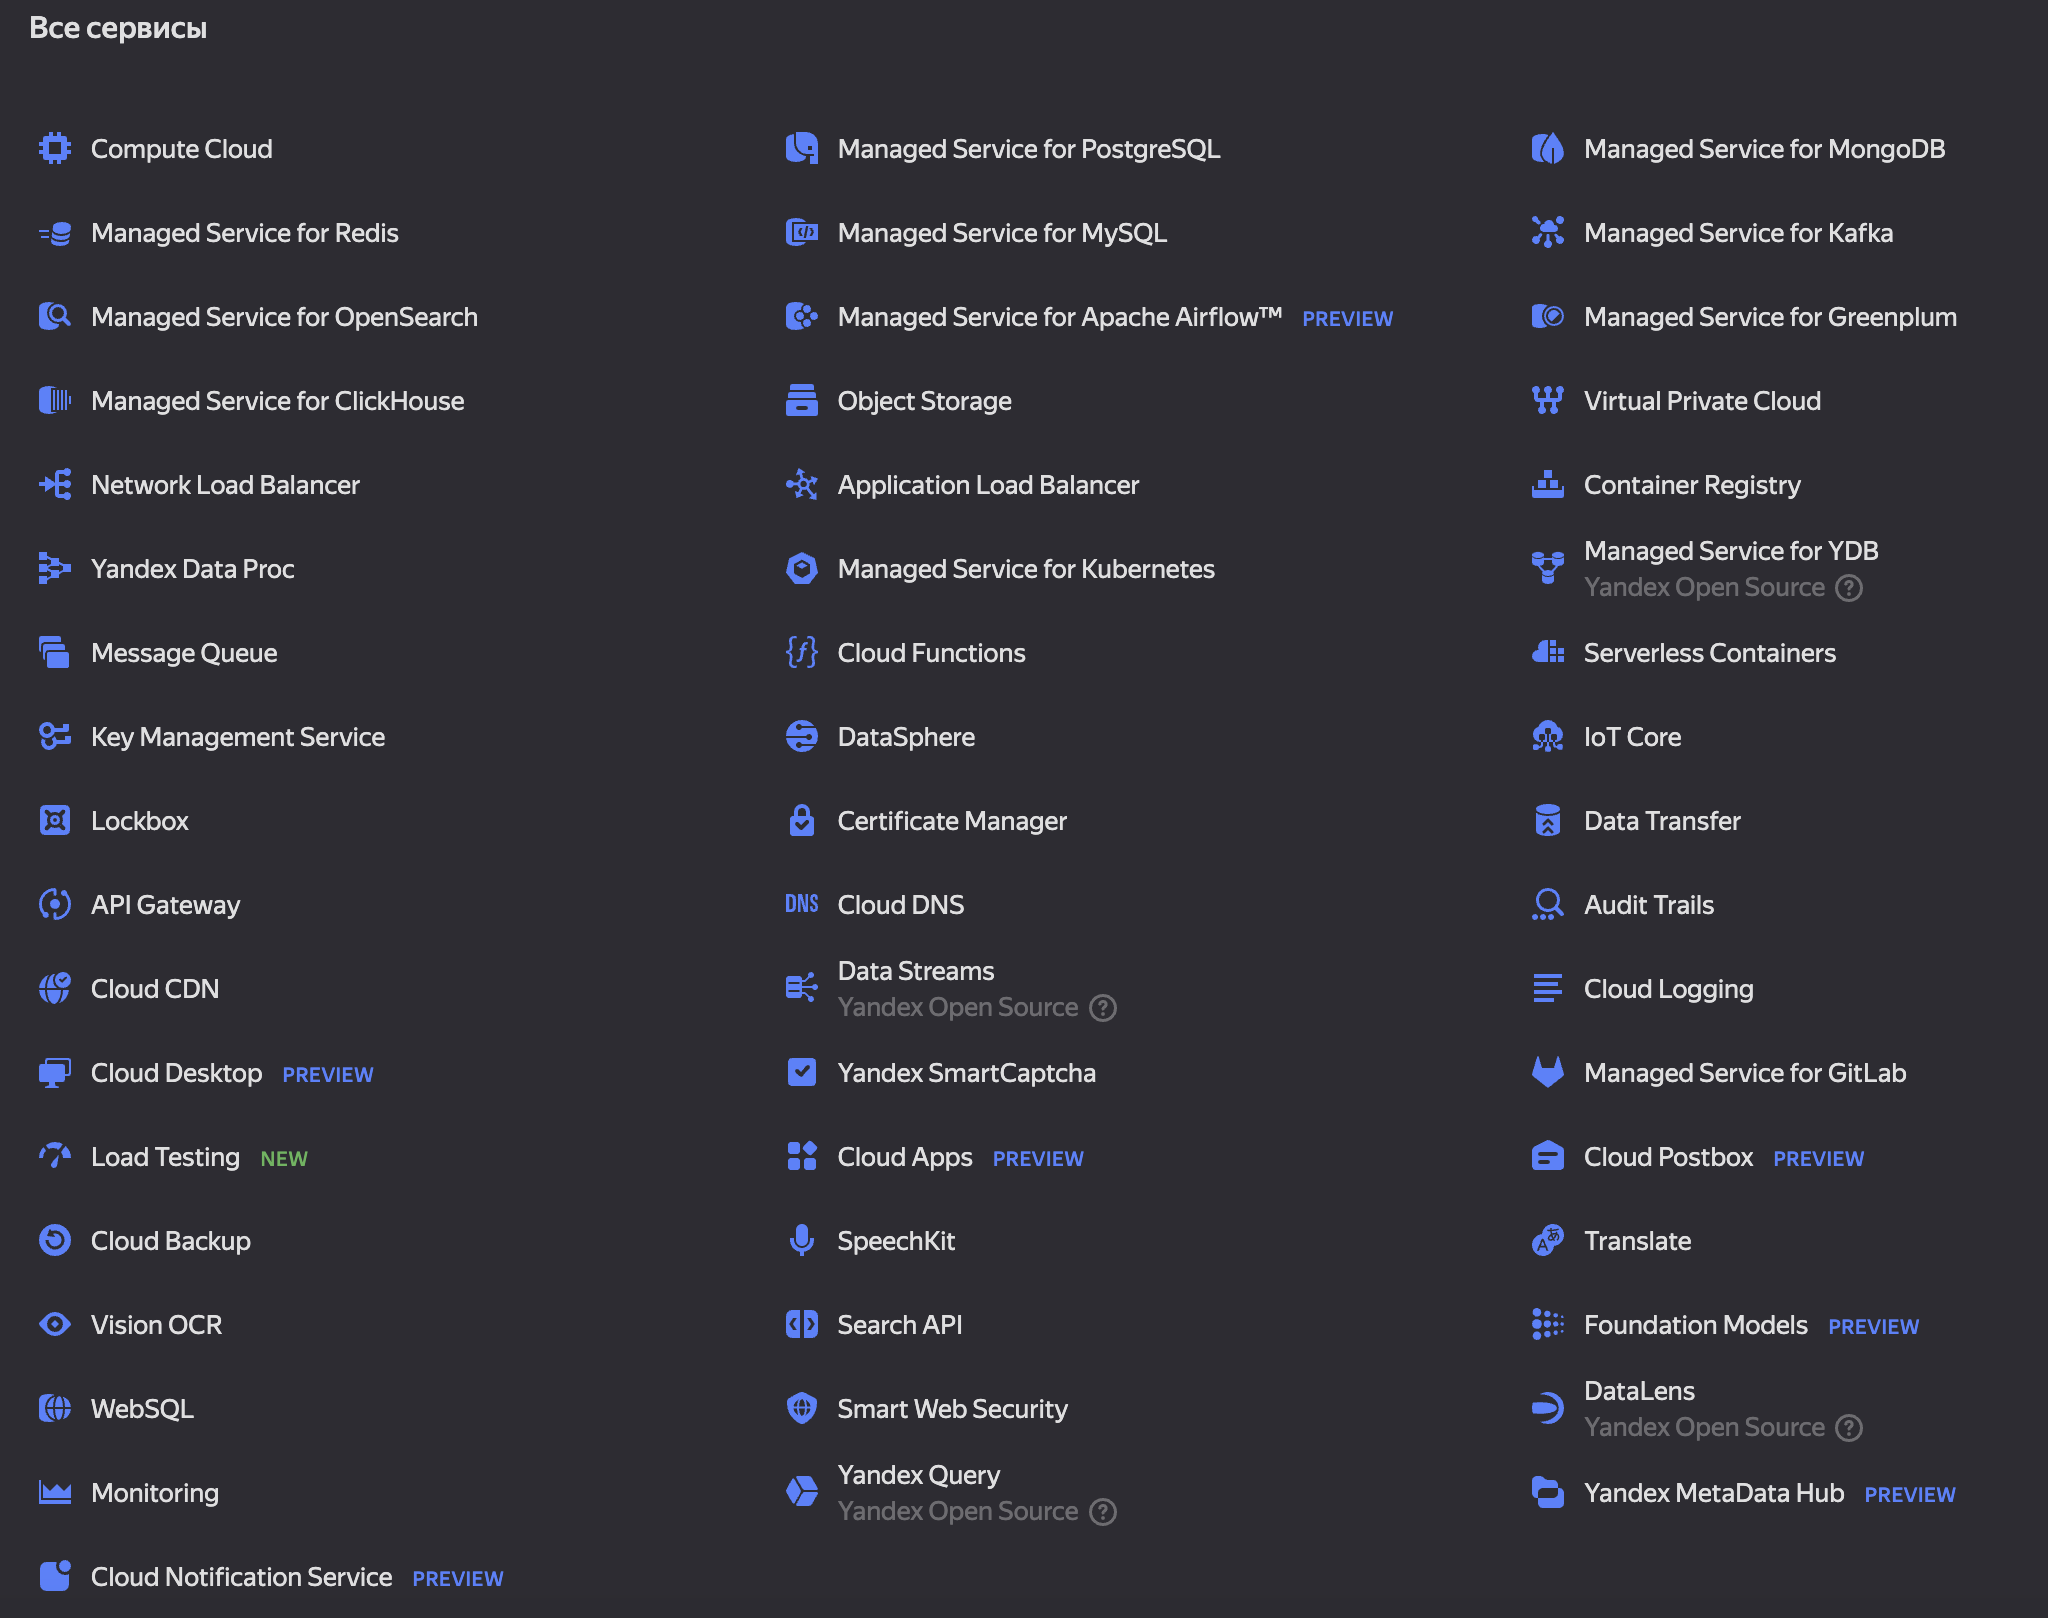 Все сервисы
Compute Cloud
Managed Service for PostgreSQL
Managed Service for MongoDB
Managed Service for Redis
Managed Service for MySQL
Managed Service for Kafka
Managed Service for OpenSearch
Managed Service for Apache Airflow™ PREVIEW
Managed Service for Greenplum
Managed Service for ClickHouse
Object Storage
Virtual Private Cloud
Network Load Balancer
Application Load Balancer
Container Registry
Yandex Data Proc
Managed Service for Kubernetes
Managed Service for YDB
Yandex Open Source ?
Message Queue
Cloud Functions
Serverless Containers
Key Management Service
DataSphere
IoT Core
Lockbox
Certificate Manager
Data Transfer
API Gateway
DNS Cloud DNS
Audit Trails
Cloud CDN
Data Streams
Yandex Open Source ?
Cloud Logging
Cloud Desktop PREVIEW
Yandex SmartCaptcha
Managed Service for GitLab
Load Testing NEW
Cloud Apps PREVIEW
Cloud Postbox PREVIEW
Cloud Backup
SpeechKit
Translate
Vision OCR
Search API
Foundation Models PREVIEW
WebSQL
Smart Web Security
DataLens
Yandex Open Source ?
Monitoring
Yandex Query
Yandex Open Source ?
Yandex MetaData Hub PREVIEW
Cloud Notification Service PREVIEW